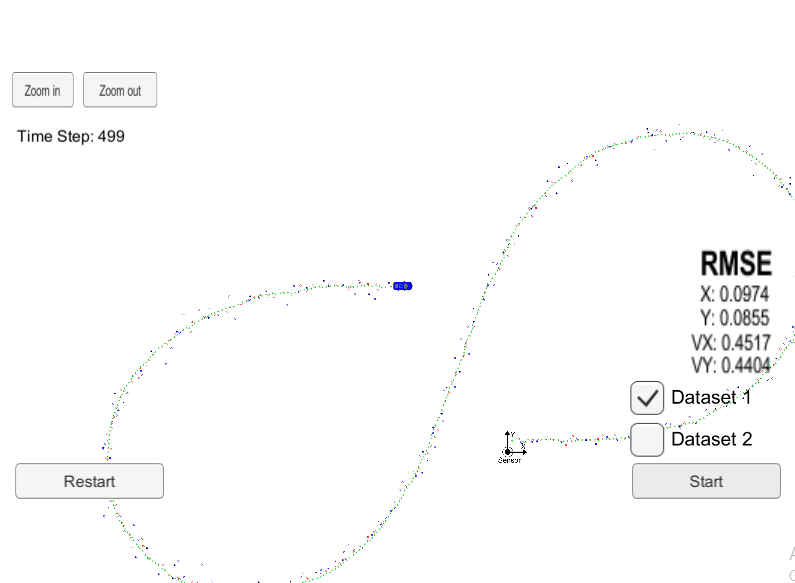 Zoom in
Zoom out
Time Step: 499
RMSE
X: 0.0974
Y: 0.0855
VX: 0.4517
VY: 0.4404
Dataset 1
Dataset 2
Y
X
Sensor
Restart
Start